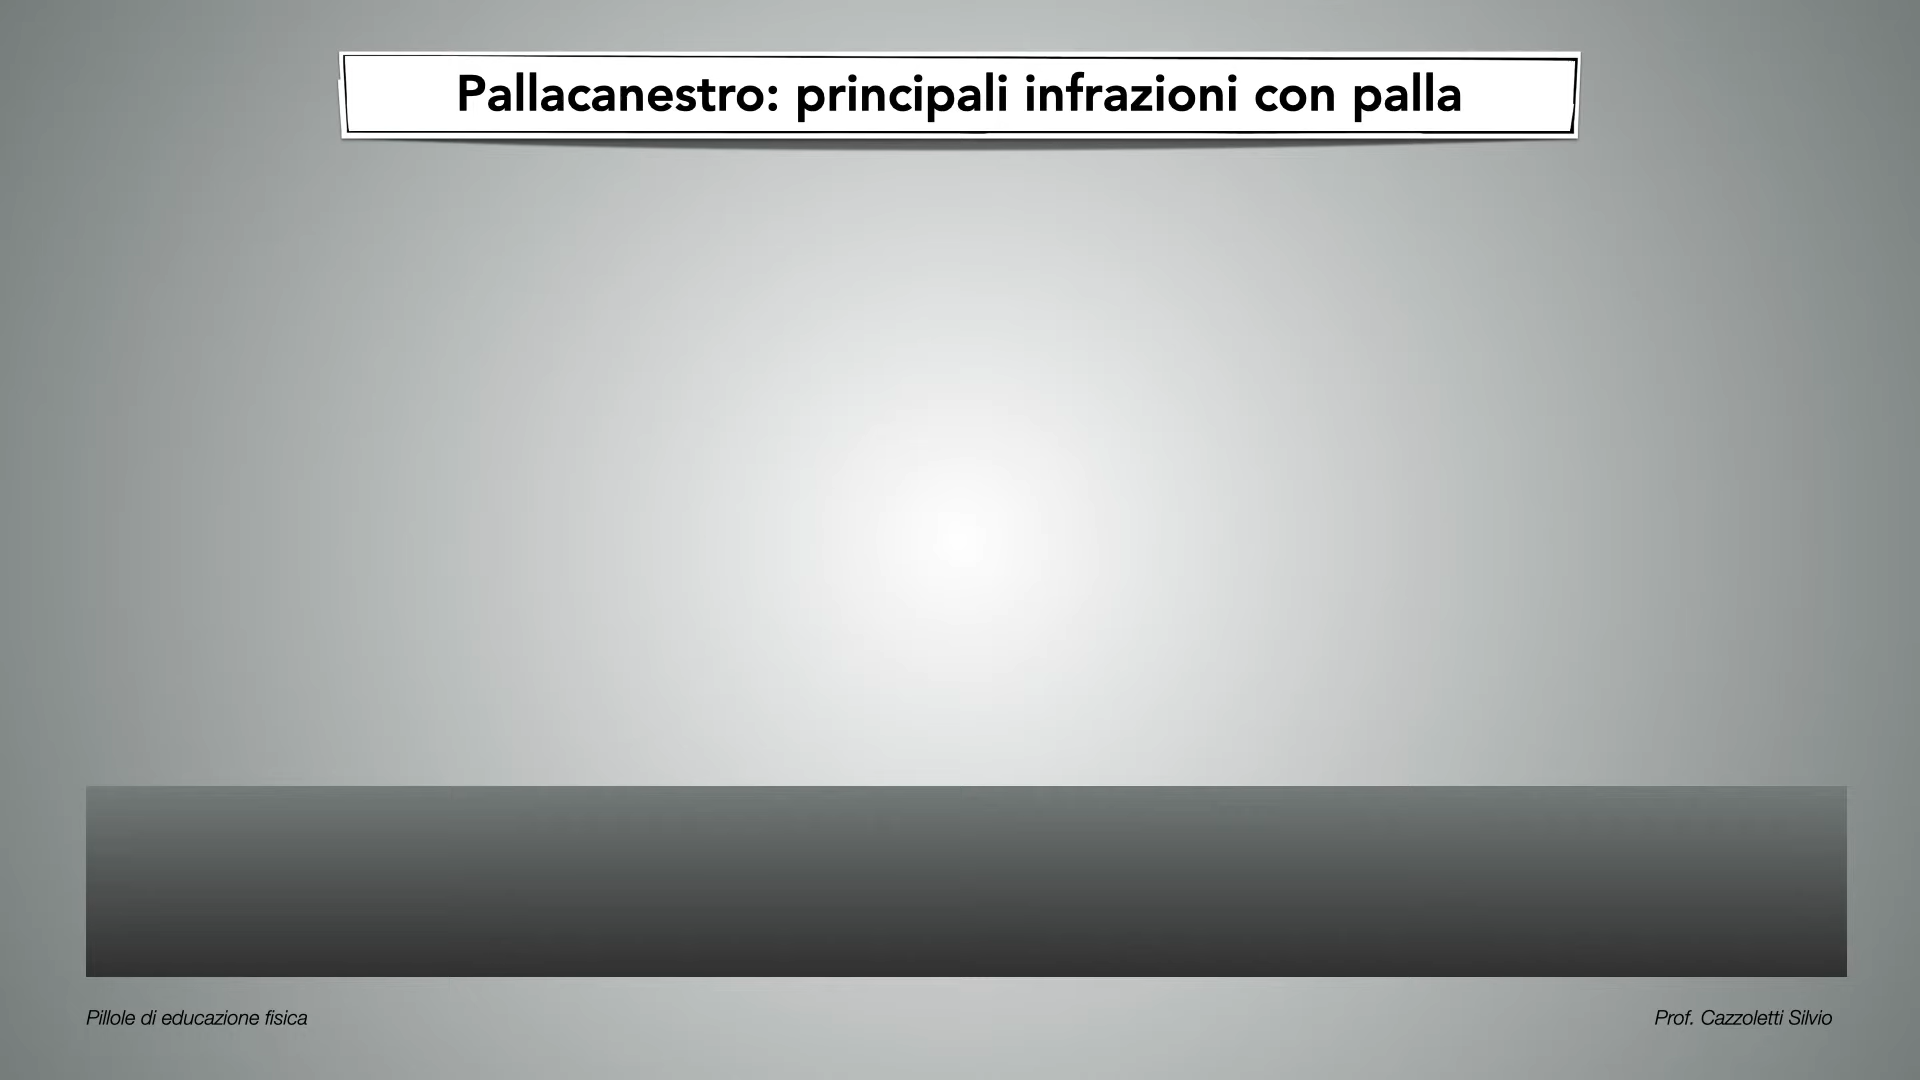 Pallacanestro: principali infrazioni con palla
Pillole di educazione fisica
Prof. Cazzoletti Silvio